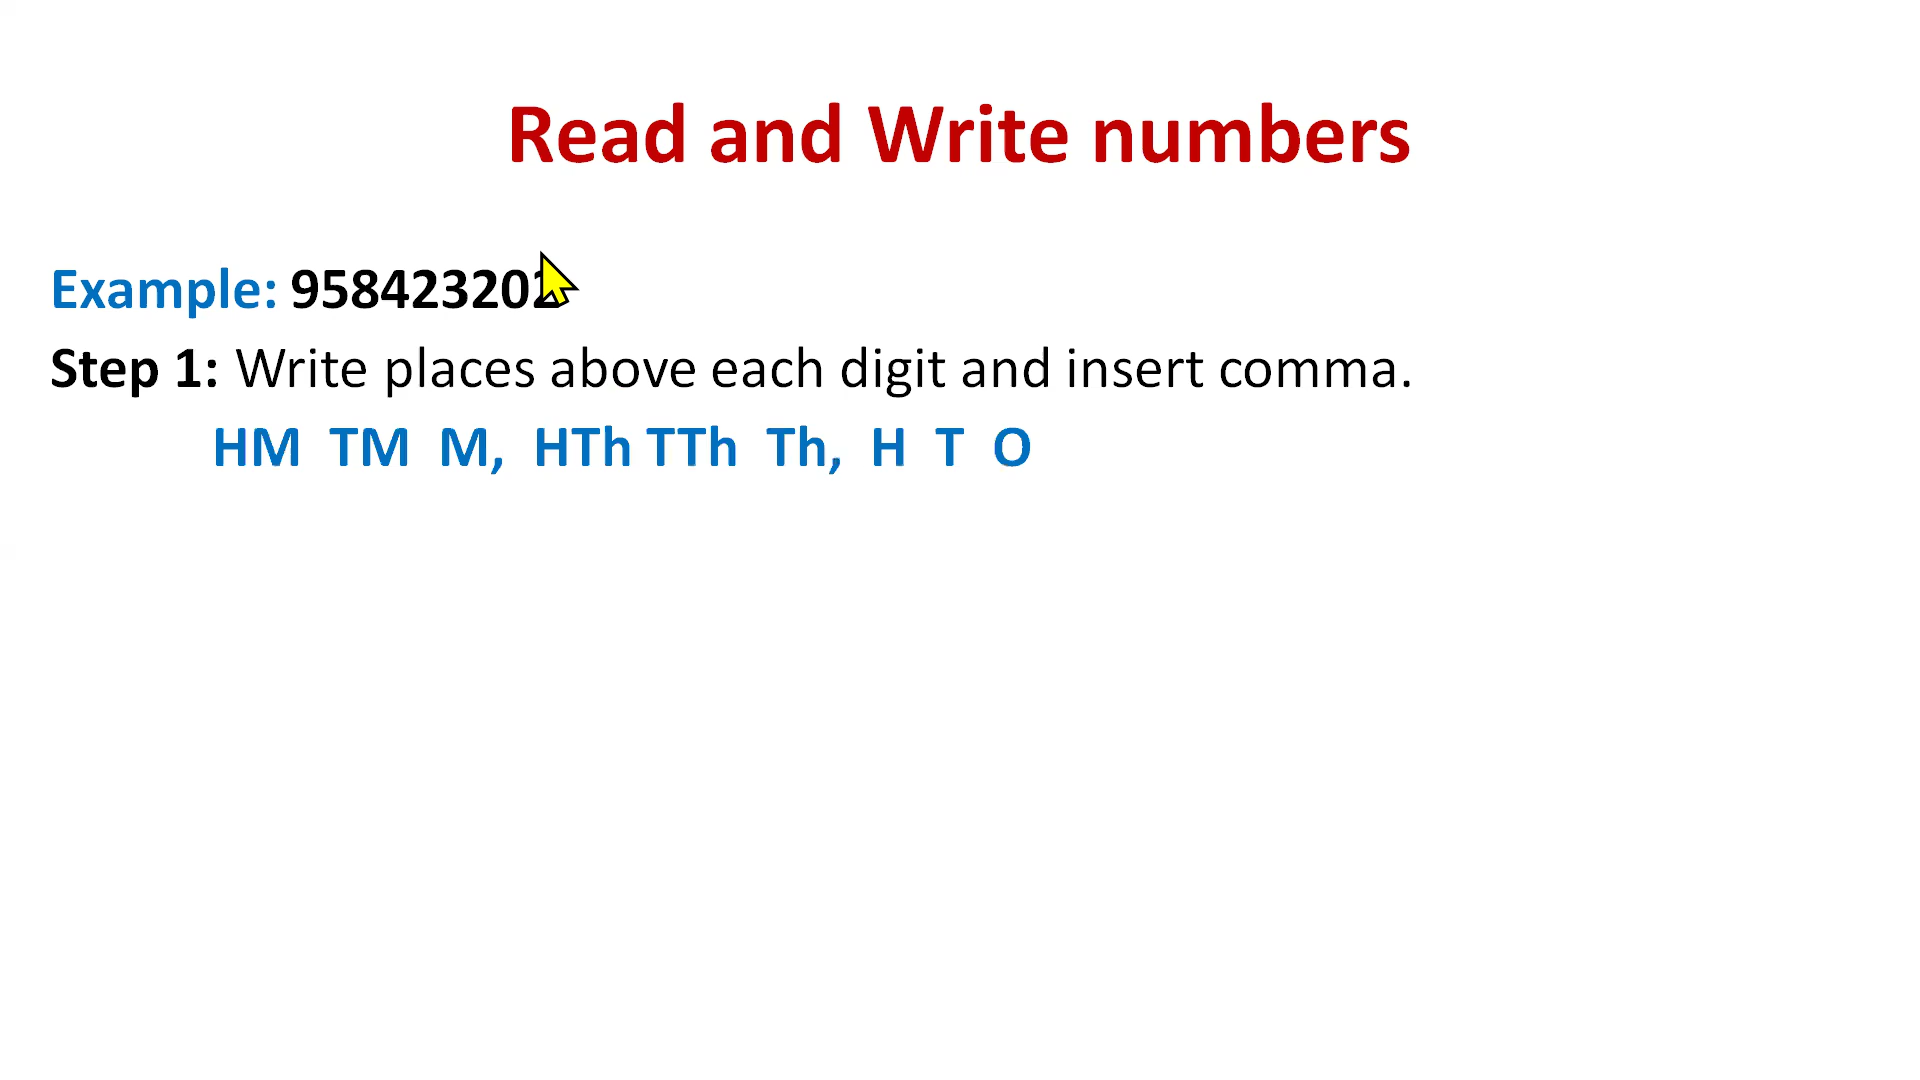 Read and Write numbers
Example: 958423202
Step 1: Write places above each digit and insert comma.
HM TM M, HTh TTh Th, H T O